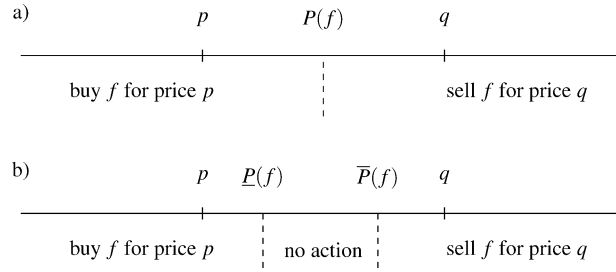 a) p P(f) q
buy f for price p sell f for price q
b) p P̲(f) P̅(f) q
buy f for price p no action sell f for price q